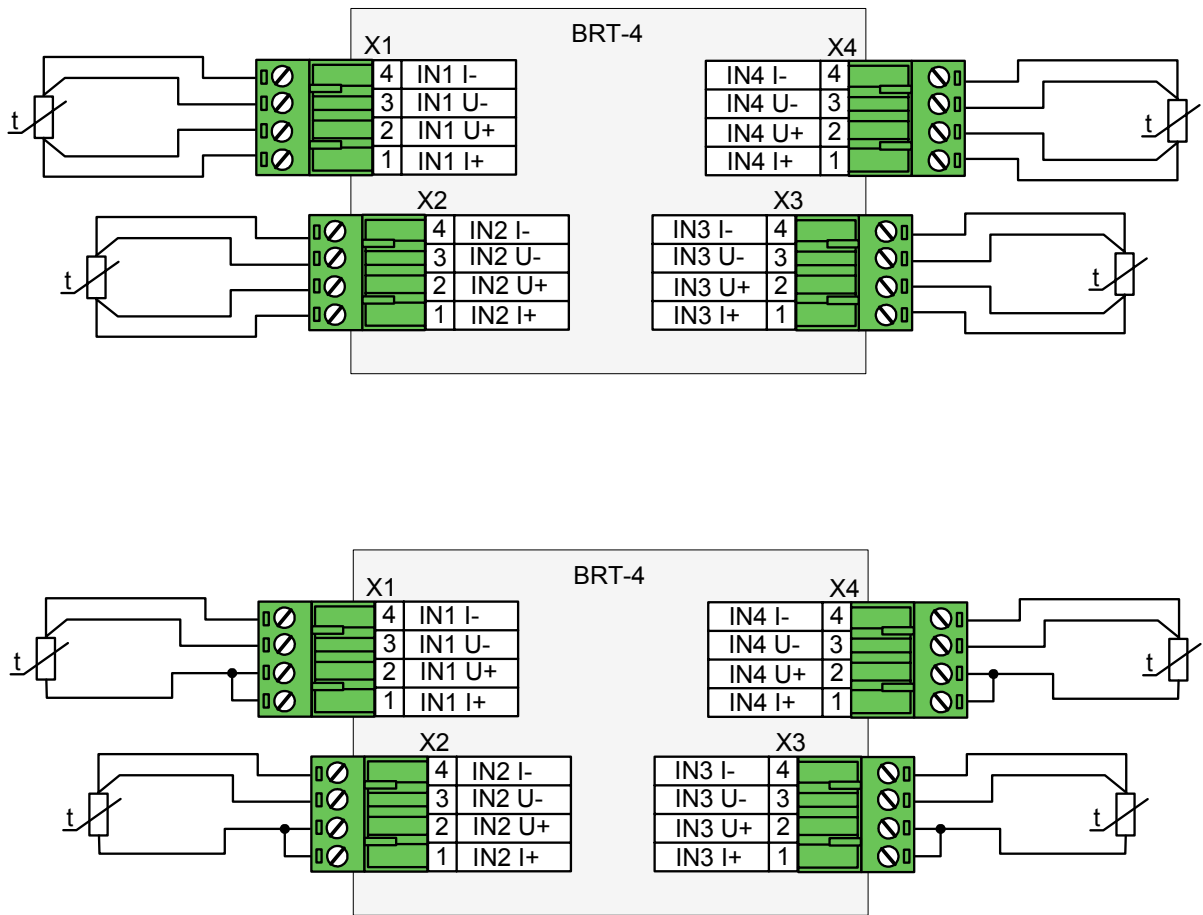 BRT-4
X1
X4
t
4 IN1 I-
3 IN1 U-
2 IN1 U+
1 IN1 I+
IN4 I- 4
IN4 U- 3
IN4 U+ 2
IN4 I+ 1
t
X2
X3
t
4 IN2 I-
3 IN2 U-
2 IN2 U+
1 IN2 I+
IN3 I- 4
IN3 U- 3
IN3 U+ 2
IN3 I+ 1
t
BRT-4
X1
X4
t
4 IN1 I-
3 IN1 U-
2 IN1 U+
1 IN1 I+
IN4 I- 4
IN4 U- 3
IN4 U+ 2
IN4 I+ 1
t
X2
X3
t
4 IN2 I-
3 IN2 U-
2 IN2 U+
1 IN2 I+
IN3 I- 4
IN3 U- 3
IN3 U+ 2
IN3 I+ 1
t